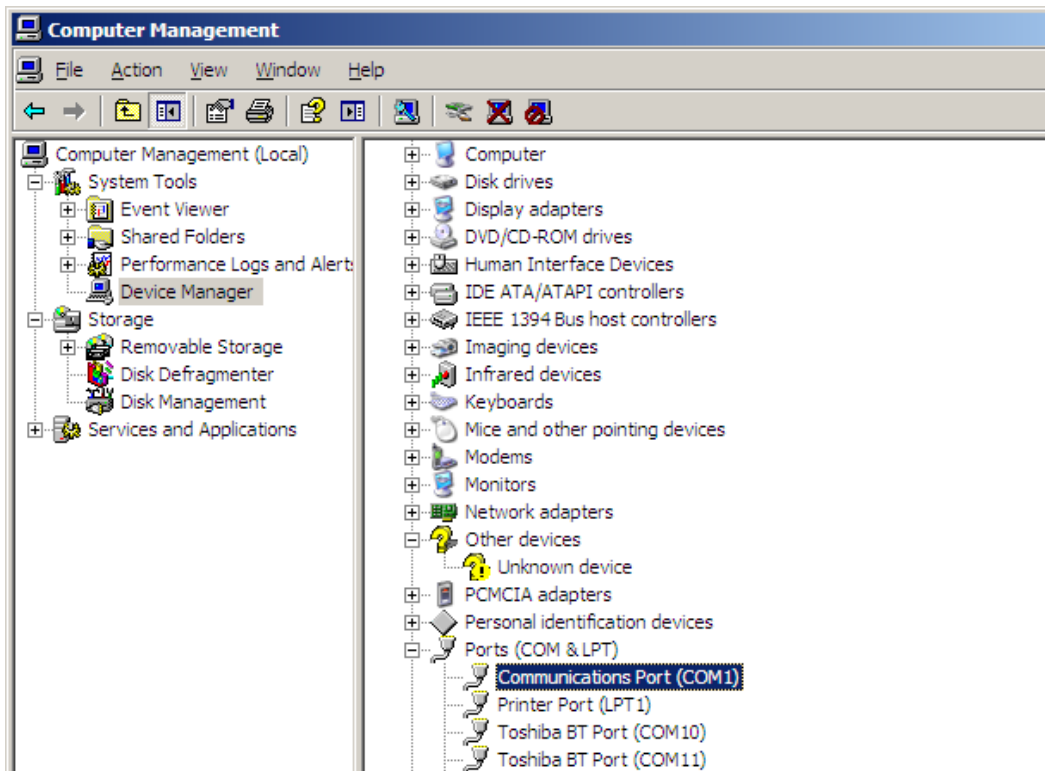 Computer Management
File Action View Window Help
Computer Management (Local)
System Tools
Event Viewer
Shared Folders
Performance Logs and Alert
Device Manager
Storage
Removable Storage
Disk Defragmenter
Disk Management
Services and Applications
Computer
Disk drives
Display adapters
DVD/CD-ROM drives
Human Interface Devices
IDE ATA/ATAPI controllers
IEEE 1394 Bus host controllers
Imaging devices
Infrared devices
Keyboards
Mice and other pointing devices
Modems
Monitors
Network adapters
Other devices
Unknown device
PCMCIA adapters
Personal identification devices
Ports (COM & LPT)
Communications Port (COM1)
Printer Port (LPT1)
Toshiba BT Port (COM10)
Toshiba BT Port (COM11)